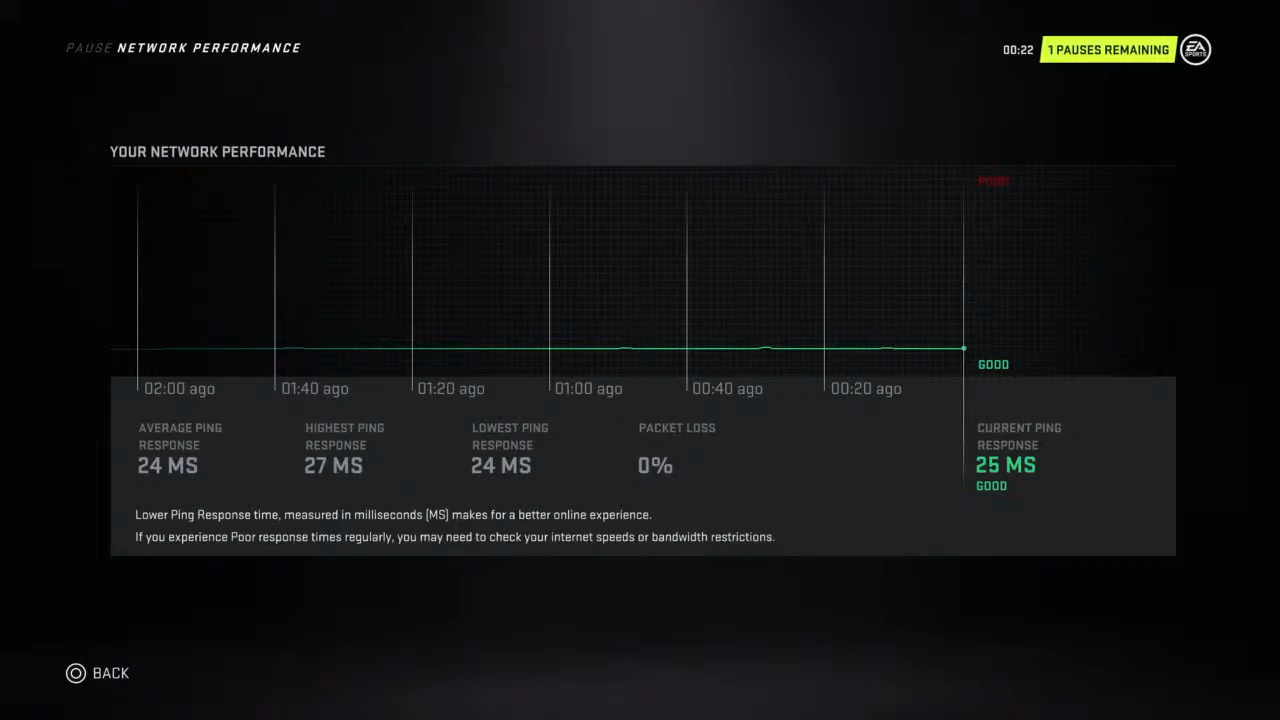 PAUSE NETWORK PERFORMANCE
00:22 1 PAUSES REMAINING EA SPORTS
YOUR NETWORK PERFORMANCE
POOR
GOOD
02:00 ago 01:40 ago 01:20 ago 01:00 ago 00:40 ago 00:20 ago
AVERAGE PING
RESPONSE
24 MS
HIGHEST PING
RESPONSE
27 MS
LOWEST PING
RESPONSE
24 MS
PACKET LOSS
0%
CURRENT PING
RESPONSE
25 MS
GOOD
Lower Ping Response time, measured in milliseconds (MS) makes for a better online experience.
If you experience Poor response times regularly, you may need to check your internet speeds or bandwidth restrictions.
BACK